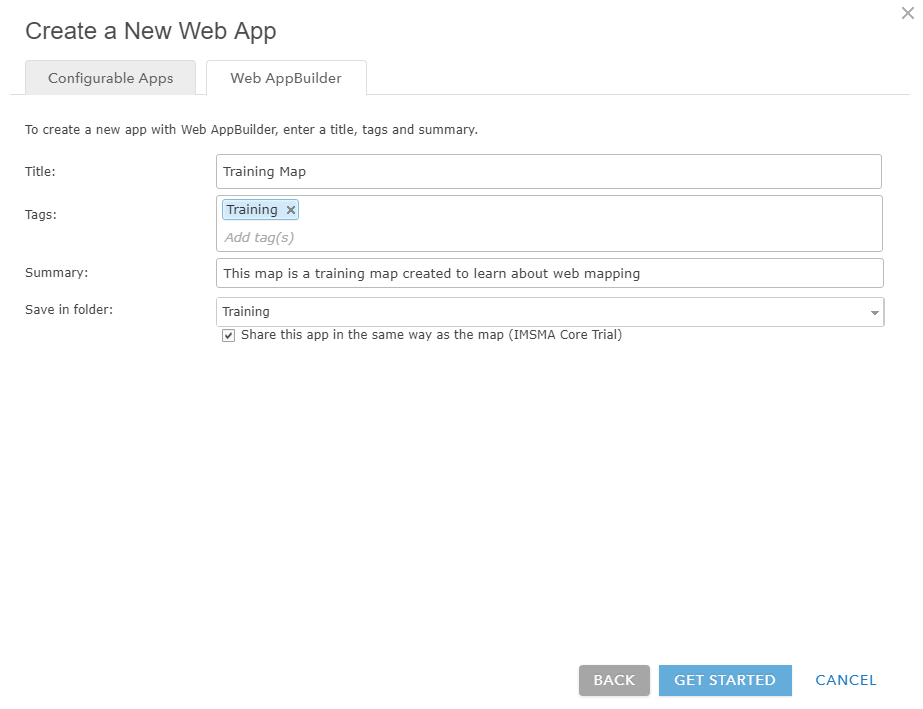 Create a New Web App
Configurable Apps
Web AppBuilder
To create a new app with Web AppBuilder, enter a title, tags and summary.
Title:
Training Map
Tags:
Training
Add tag(s)
Summary:
This map is a training map created to learn about web mapping
Save in folder:
Training
Share this app in the same way as the map (IMSMA Core Trial)
BACK
GET STARTED
CANCEL